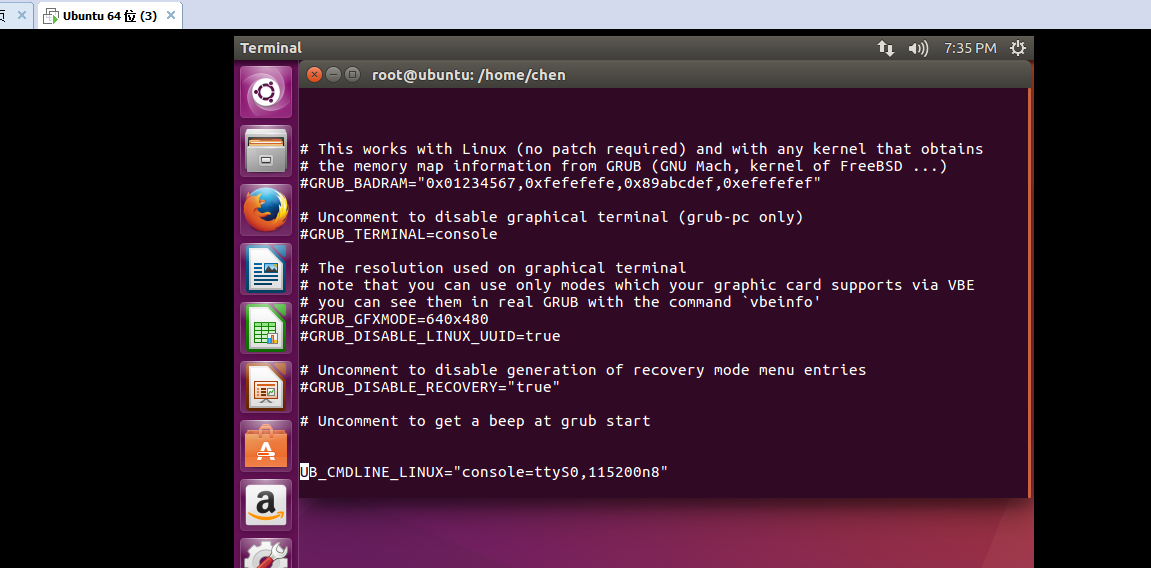 页
Ubuntu 64 位 (3)
Terminal
7:35 PM
root@ubuntu: /home/chen
# This works with Linux (no patch required) and with any kernel that obtains
# the memory map information from GRUB (GNU Mach, kernel of FreeBSD ...)
#GRUB_BADRAM="0x01234567,0xfefefefe,0x89abcdef,0xefefefef"
# Uncomment to disable graphical terminal (grub-pc only)
#GRUB_TERMINAL=console
# The resolution used on graphical terminal
# note that you can use only modes which your graphic card supports via VBE
# you can see them in real GRUB with the command `vbeinfo'
#GRUB_GFXMODE=640x480
#GRUB_DISABLE_LINUX_UUID=true
# Uncomment to disable generation of recovery mode menu entries
#GRUB_DISABLE_RECOVERY="true"
# Uncomment to get a beep at grub start
UB_CMDLINE_LINUX="console=ttyS0,115200n8"